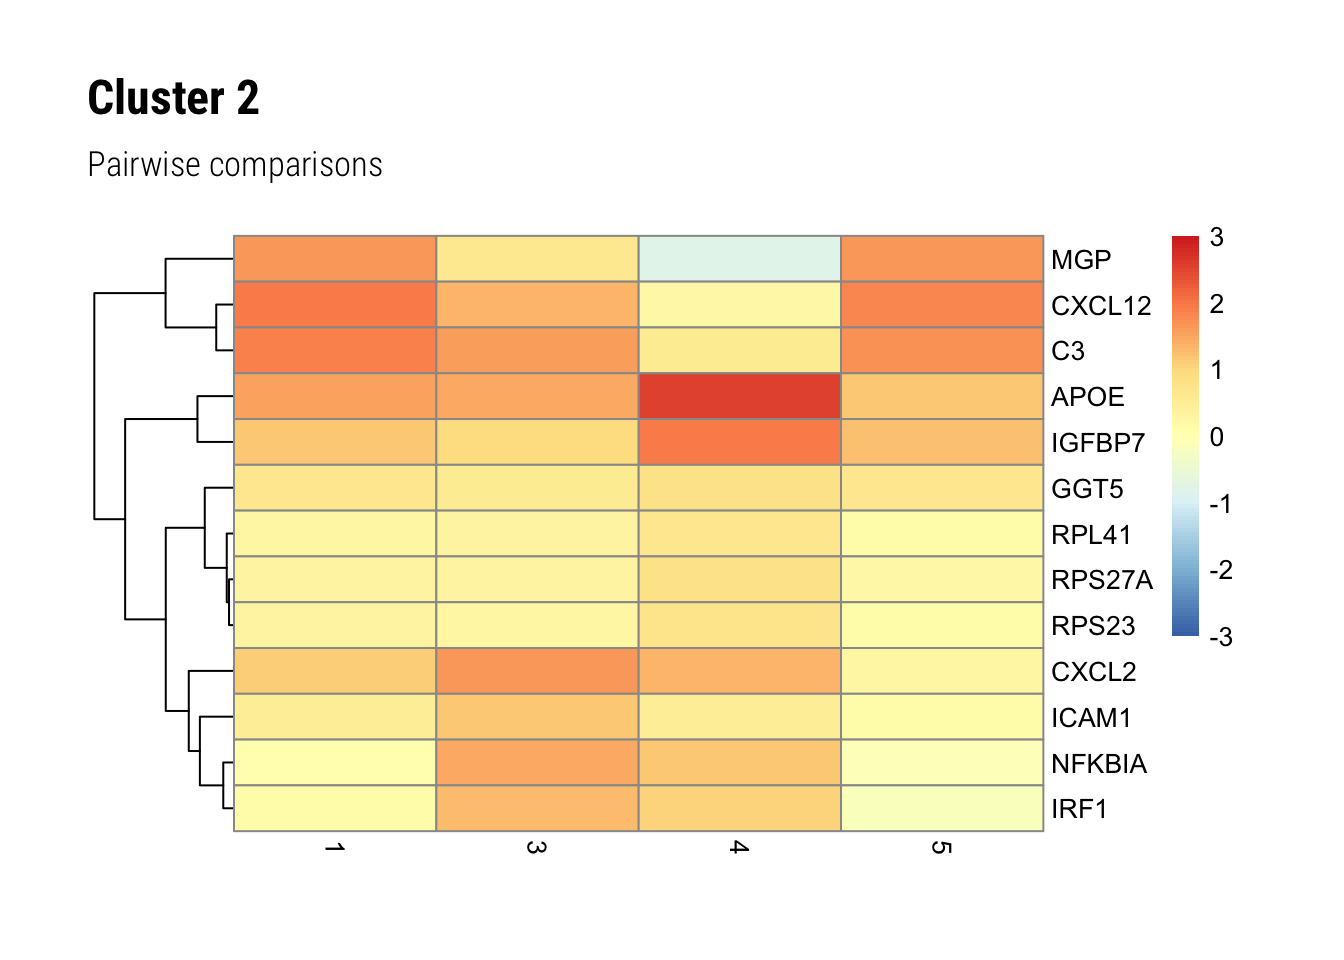 Cluster 2
Pairwise comparisons
MGP
CXCL12
C3
APOE
IGFBP7
GGT5
RPL41
RPS27A
RPS23
CXCL2
ICAM1
NFKBIA
IRF1
3
2
1
0
-1
-2
-3
1
3
4
5